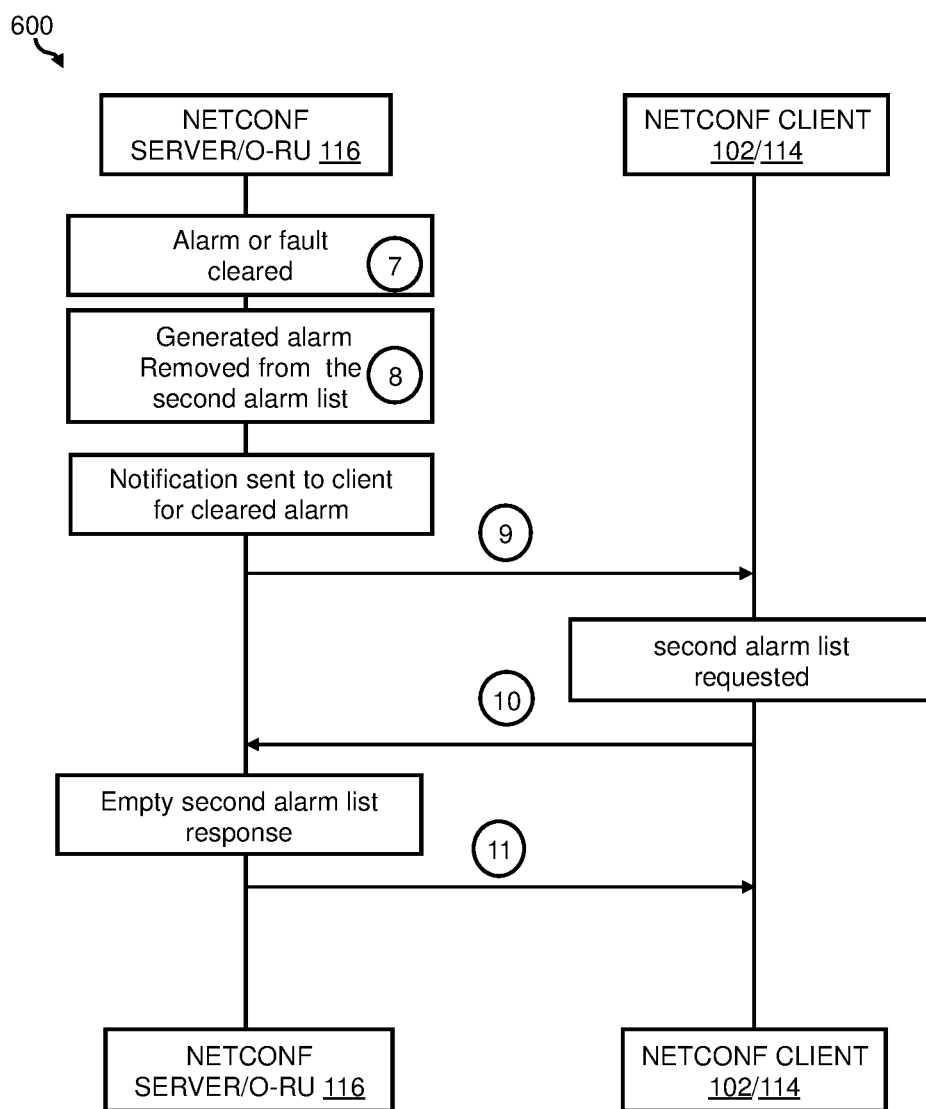 600
NETCONF
SERVER/O-RU 116
NETCONF CLIENT
102/114
Alarm or fault
cleared
7
Generated alarm
Removed from the
second alarm list
8
Notification sent to client
for cleared alarm
9
second alarm list
requested
10
Empty second alarm list
response
11
NETCONF
SERVER/O-RU 116
NETCONF CLIENT
102/114